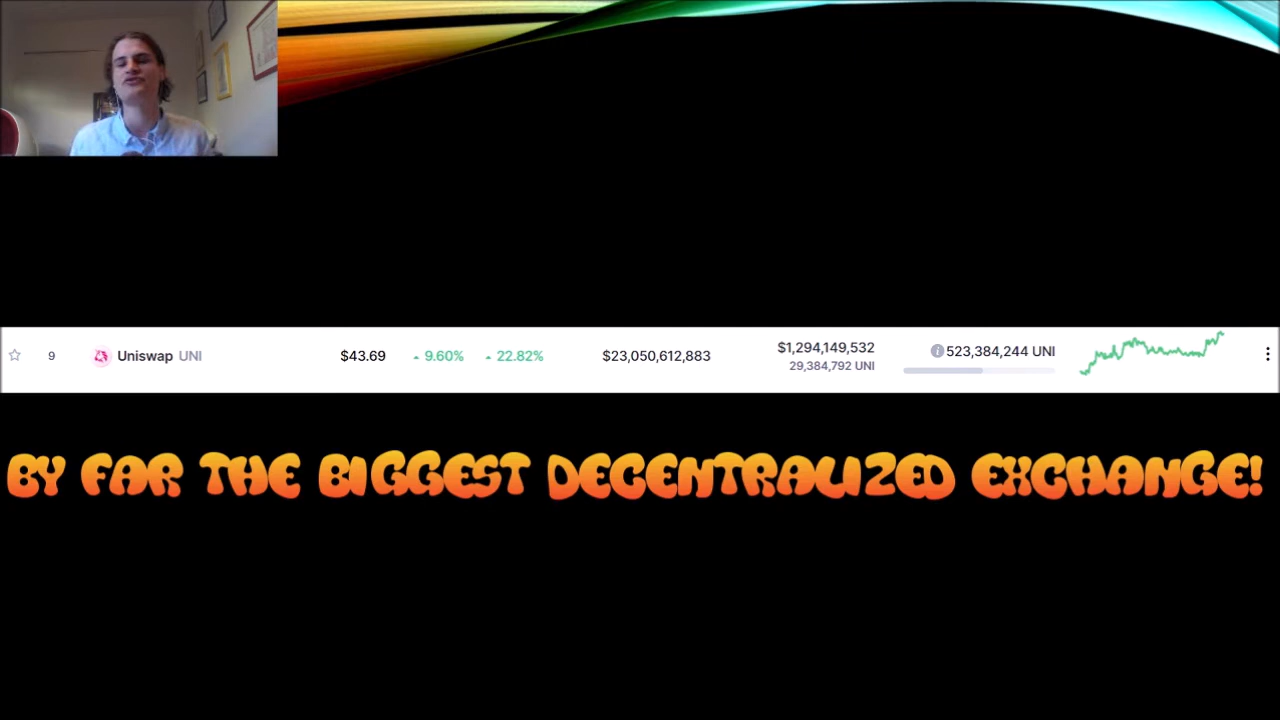 9 Uniswap UNI $43.69 9.60% 22.82% $23,050,612,883 $1,294,149,532 523,384,244 UNI
29,384,792 UNI
BY FAR THE BIGGEST DECENTRALIZED EXCHANGE!